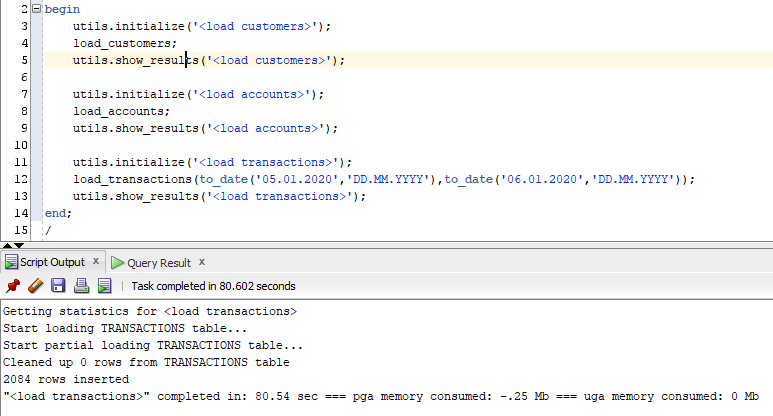 2 begin
3 utils.initialize('<load customers>');
4 load_customers;
5 utils.show_results('<load customers>');
6
7 utils.initialize('<load accounts>');
8 load_accounts;
9 utils.show_results('<load accounts>');
10
11 utils.initialize('<load transactions>');
12 load_transactions(to_date('05.01.2020','DD.MM.YYYY'),to_date('06.01.2020','DD.MM.YYYY'));
13 utils.show_results('<load transactions>');
14 end;
15 /
Script Output x Query Result x
Task completed in 80.602 seconds
Getting statistics for <load transactions>
Start loading TRANSACTIONS table...
Start partial loading TRANSACTIONS table...
Cleaned up 0 rows from TRANSACTIONS table
2084 rows inserted
"<load transactions>" completed in: 80.54 sec === pga memory consumed: -.25 Mb === uga memory consumed: 0 Mb